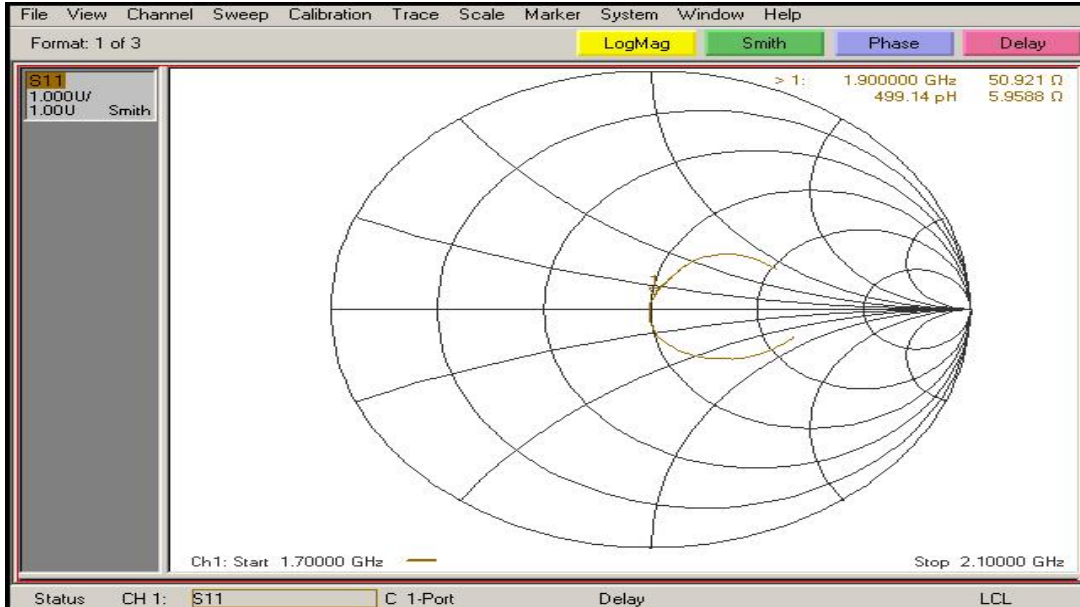 File View Channel Sweep Calibration Trace Scale Marker System Window Help
Format: 1 of 3 LogMag Smith Phase Delay
S11
1.000U/
1.00U Smith
> 1: 1.900000 GHz 50.921 Ω
499.14 pH 5.9588 Ω
1
Ch1: Start 1.70000 GHz Stop 2.10000 GHz
Status CH 1: S11 C 1-Port Delay LCL